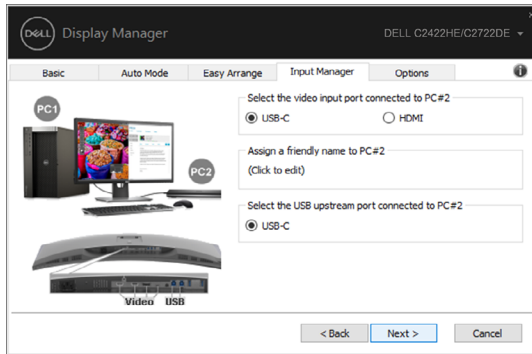 DELL Display Manager
DELL C2422HE/C2722DE
Basic Auto Mode Easy Arrange Input Manager Options
PC1
PC2
Video USB
Select the video input port connected to PC#2
USB-C HDMI
Assign a friendly name to PC#2
(Click to edit)
Select the USB upstream port connected to PC#2
USB-C
< Back Next > Cancel